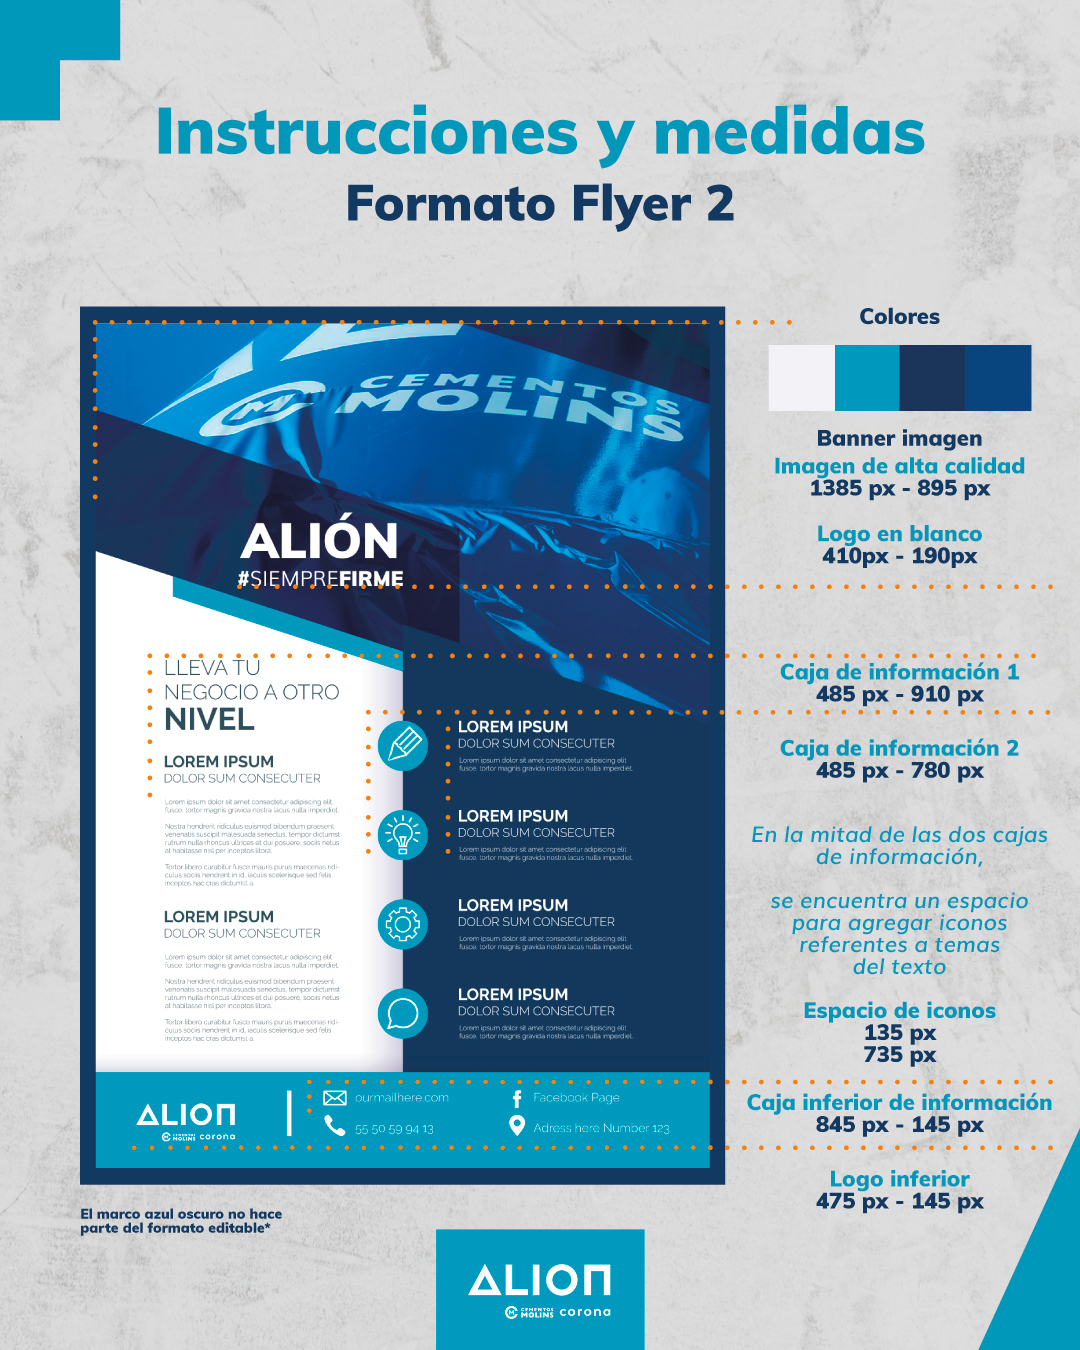 Instrucciones y medidas
Formato Flyer 2
CEMENTOS
MOLINS
ALIÓN
#SIEMPREFIRME
LLEVA TU
NEGOCIO A OTRO
NIVEL
LOREM IPSUM
DOLOR SUM CONSECUTER
Lorem ipsum dolor sit amet consectetur adipiscing elit
fusce, tortor magnis gravida nostra lacus nulla imperdiet.
Nostra hendrerit ridiculus euismod bibendum praesent
venenatis suscipit malesuada senectus, tempor dictumst
rutrum nulla rhoncus ultrices et dui posuere, sociis netus
at habitasse nisl per inceptos litora.
Tortor libero curabitur fusce mauris purus maecenas ridi-
culus sociis hendrerit in id, iaculis scelerisque sed felis
inceptos hac cras dictumst a.
LOREM IPSUM
DOLOR SUM CONSECUTER
Lorem ipsum dolor sit amet consectetur adipiscing elit
fusce, tortor magnis gravida nostra lacus nulla imperdiet.
Nostra hendrerit ridiculus euismod bibendum praesent
venenatis suscipit malesuada senectus, tempor dictumst
rutrum nulla rhoncus ultrices et dui posuere, sociis netus
at habitasse nisl per inceptos litora.
Tortor libero curabitur fusce mauris purus maecenas ridi-
culus sociis hendrerit in id, iaculis scelerisque sed felis
inceptos hac cras dictumst a.
LOREM IPSUM
DOLOR SUM CONSECUTER
Lorem ipsum dolor sit amet consectetur adipiscing elit
fusce, tortor magnis gravida nostra lacus nulla imperdiet.
LOREM IPSUM
DOLOR SUM CONSECUTER
Lorem ipsum dolor sit amet consectetur adipiscing elit
fusce, tortor magnis gravida nostra lacus nulla imperdiet.
LOREM IPSUM
DOLOR SUM CONSECUTER
Lorem ipsum dolor sit amet consectetur adipiscing elit
fusce, tortor magnis gravida nostra lacus nulla imperdiet.
LOREM IPSUM
DOLOR SUM CONSECUTER
Lorem ipsum dolor sit amet consectetur adipiscing elit
fusce, tortor magnis gravida nostra lacus nulla imperdiet.
ALION
CEMENTOS MOLINS corona
ourmailhere.com
Facebook Page
55 50 59 94 13
Adress here Number 123
Colores
Banner imagen
Imagen de alta calidad
1385 px - 895 px
Logo en blanco
410px - 190px
Caja de información 1
485 px - 910 px
Caja de información 2
485 px - 780 px
En la mitad de las dos cajas
de información,
se encuentra un espacio
para agregar iconos
referentes a temas
del texto
Espacio de iconos
135 px
735 px
Caja inferior de información
845 px - 145 px
Logo inferior
475 px - 145 px
El marco azul oscuro no hace
parte del formato editable*
ALION
CEMENTOS MOLINS corona